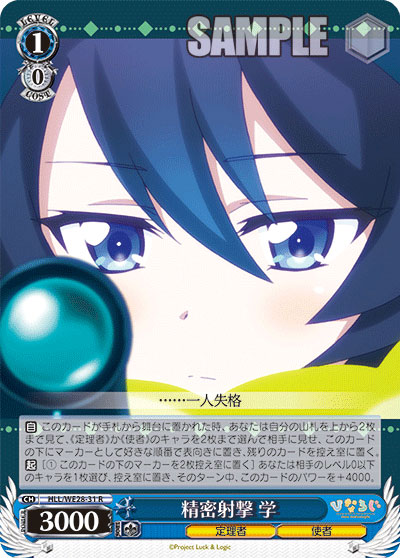 LEVEL
1
0
COST
SAMPLE
……一人失格
自 このカードが手札から舞台に置かれた時、あなたは自分の山札を上から2枚
まで見て、《定理者》か《使者》のキャラを2枚まで選んで相手に見せ、このカードの
下にマーカーとして好きな順番で表向きに置き、残りのカードを控え室に置く。
起 [① このカードの下のマーカーを2枚控え室に置く] あなたは相手のレベル0以下
のキャラを1枚選び、控え室に置き、そのターン中、このカードのパワーを+4000。
CH
HLL/WE28-31 R
3000
精密射撃 学
ひなろじ
定理者
使者
©Project Luck & Logic